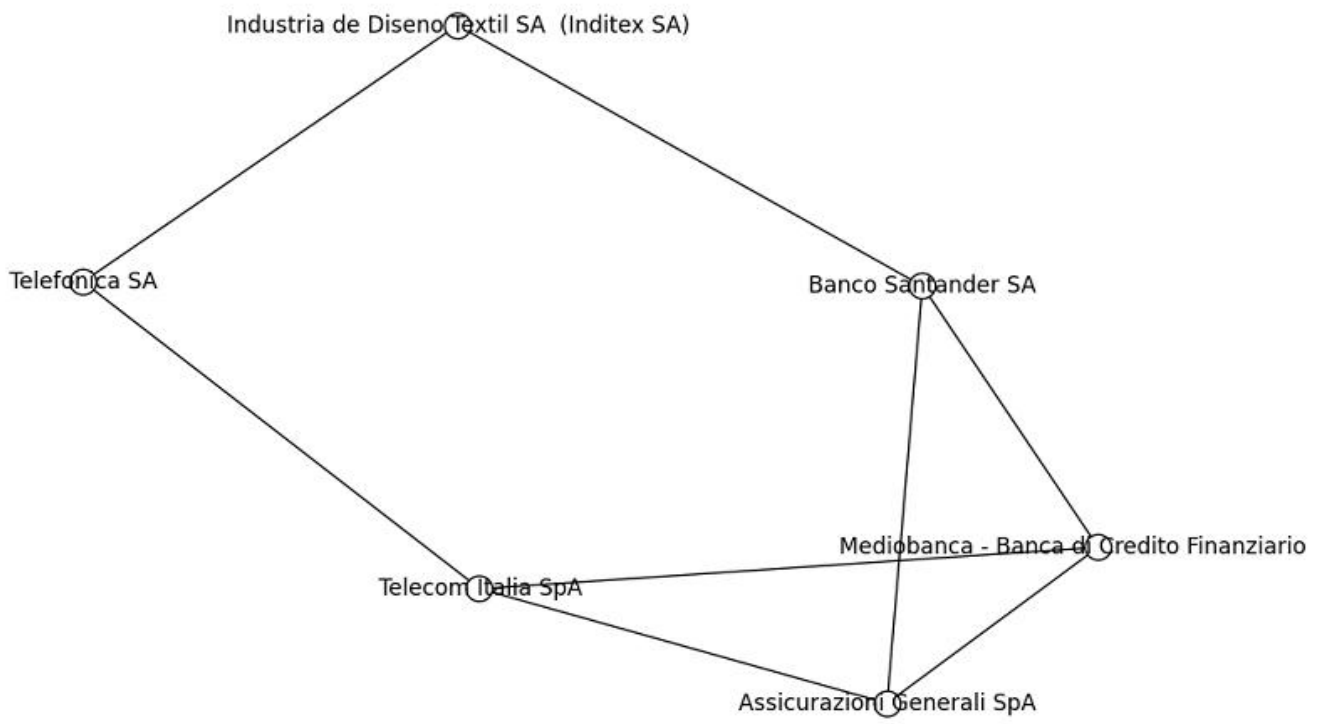 Industria de Diseno Textil SA  (Inditex SA)
Telefonica SA
Banco Santander SA
Mediobanca - Banca di Credito Finanziario
Telecom Italia SpA
Assicurazioni Generali SpA